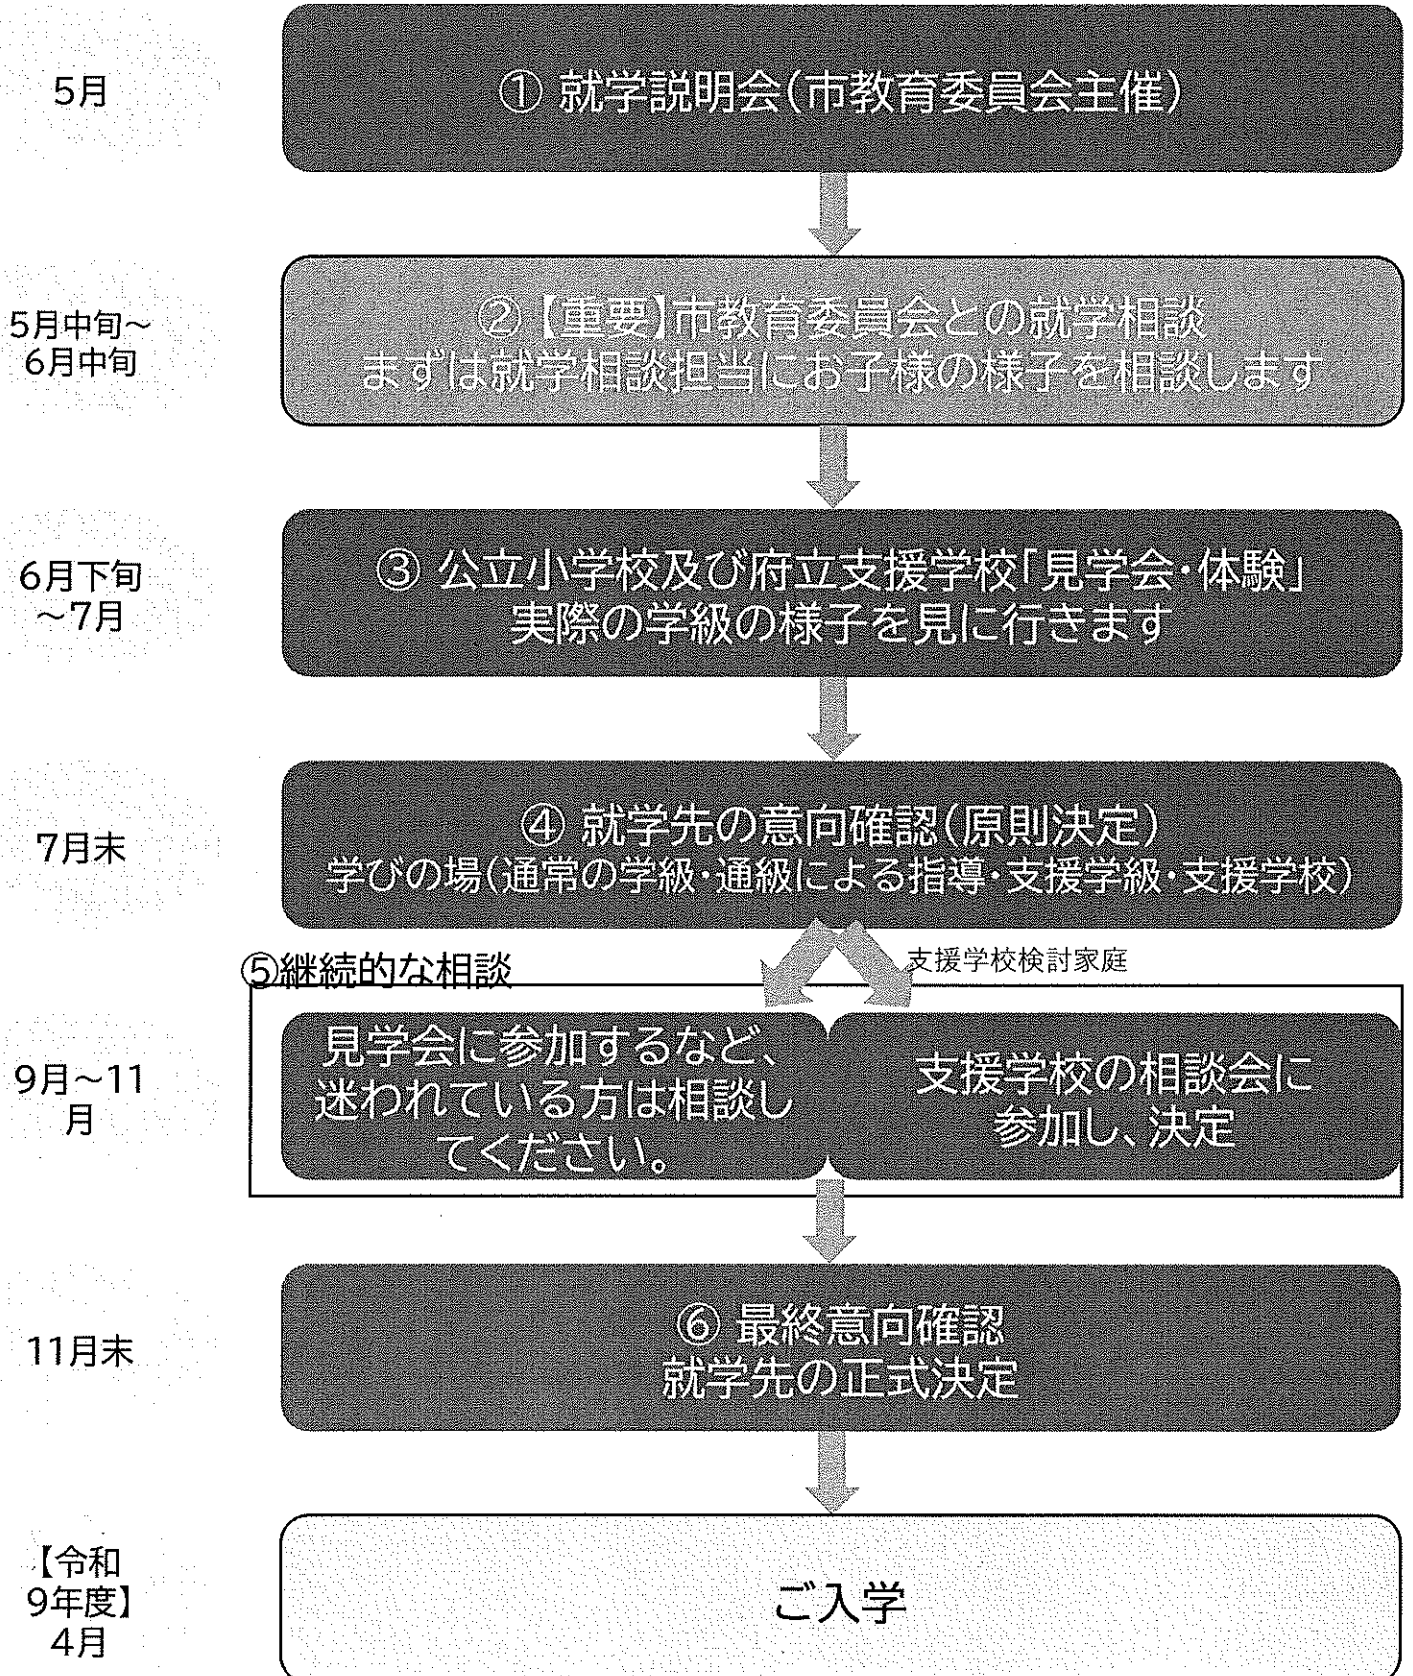 5月
① 就学説明会(市教育委員会主催)
5月中旬～
6月中旬
②【重要】市教育委員会との就学相談
まずは就学相談担当にお子様の様子を相談します
6月下旬
～7月
③ 公立小学校及び府立支援学校「見学会・体験」
実際の学級の様子を見に行きます
7月末
④ 就学先の意向確認(原則決定)
学びの場(通常の学級・通級による指導・支援学級・支援学校)
支援学校検討家庭
⑤継続的な相談
9月～11
月
見学会に参加するなど、
迷われている方は相談し
てください。
支援学校の相談会に
参加し、決定
11月末
⑥ 最終意向確認
就学先の正式決定
【令和
9年度】
4月
ご入学